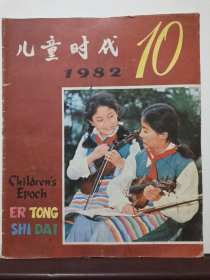 儿童时代
10
1982
Children's
Epoch
ER TONG
SHI DAI